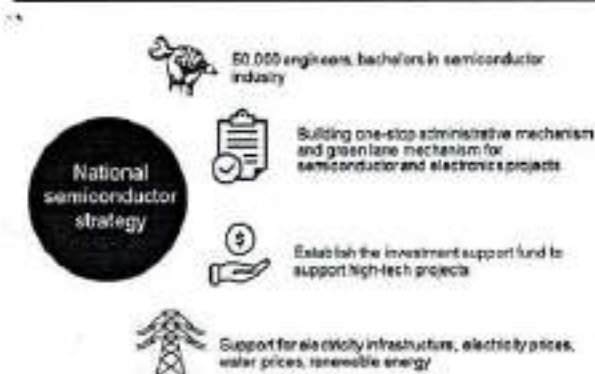 50.000 engineers, bachelors in semiconductor
industry
Building one-stop administrative mechanism
and green lane mechanism for
semiconductor and electronics projects
National
semiconductor
strategy
$
Establish the investment support fund to
support high-tech projects
Support for electricity infrastructure, electricity prices,
water prices, renewable energy